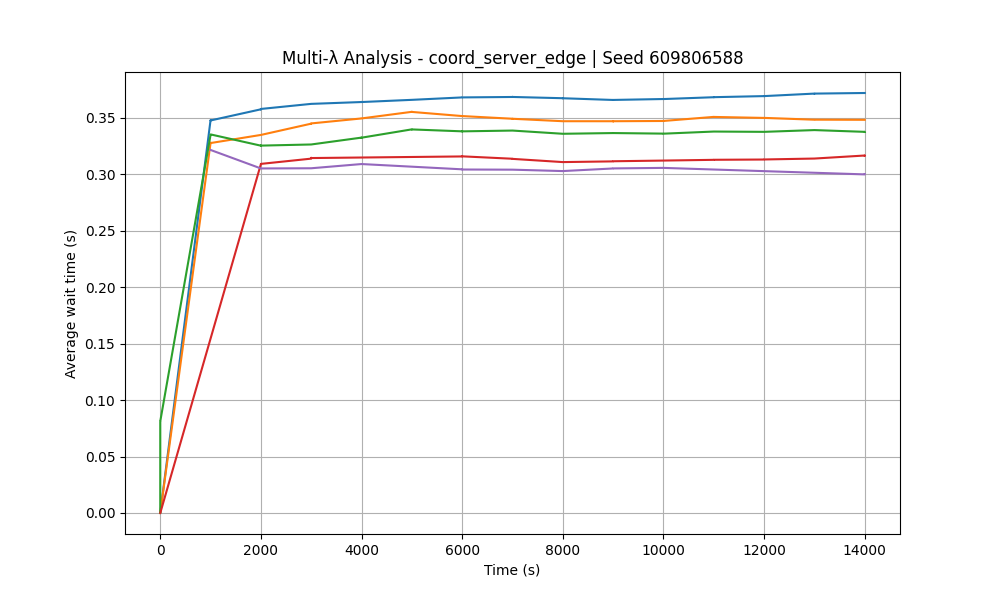 Multi-λ Analysis - coord_server_edge | Seed 609806588
Average wait time (s)
0.35
0.30
0.25
0.20
0.15
0.10
0.05
0.00
0 2000 4000 6000 8000 10000 12000 14000
Time (s)